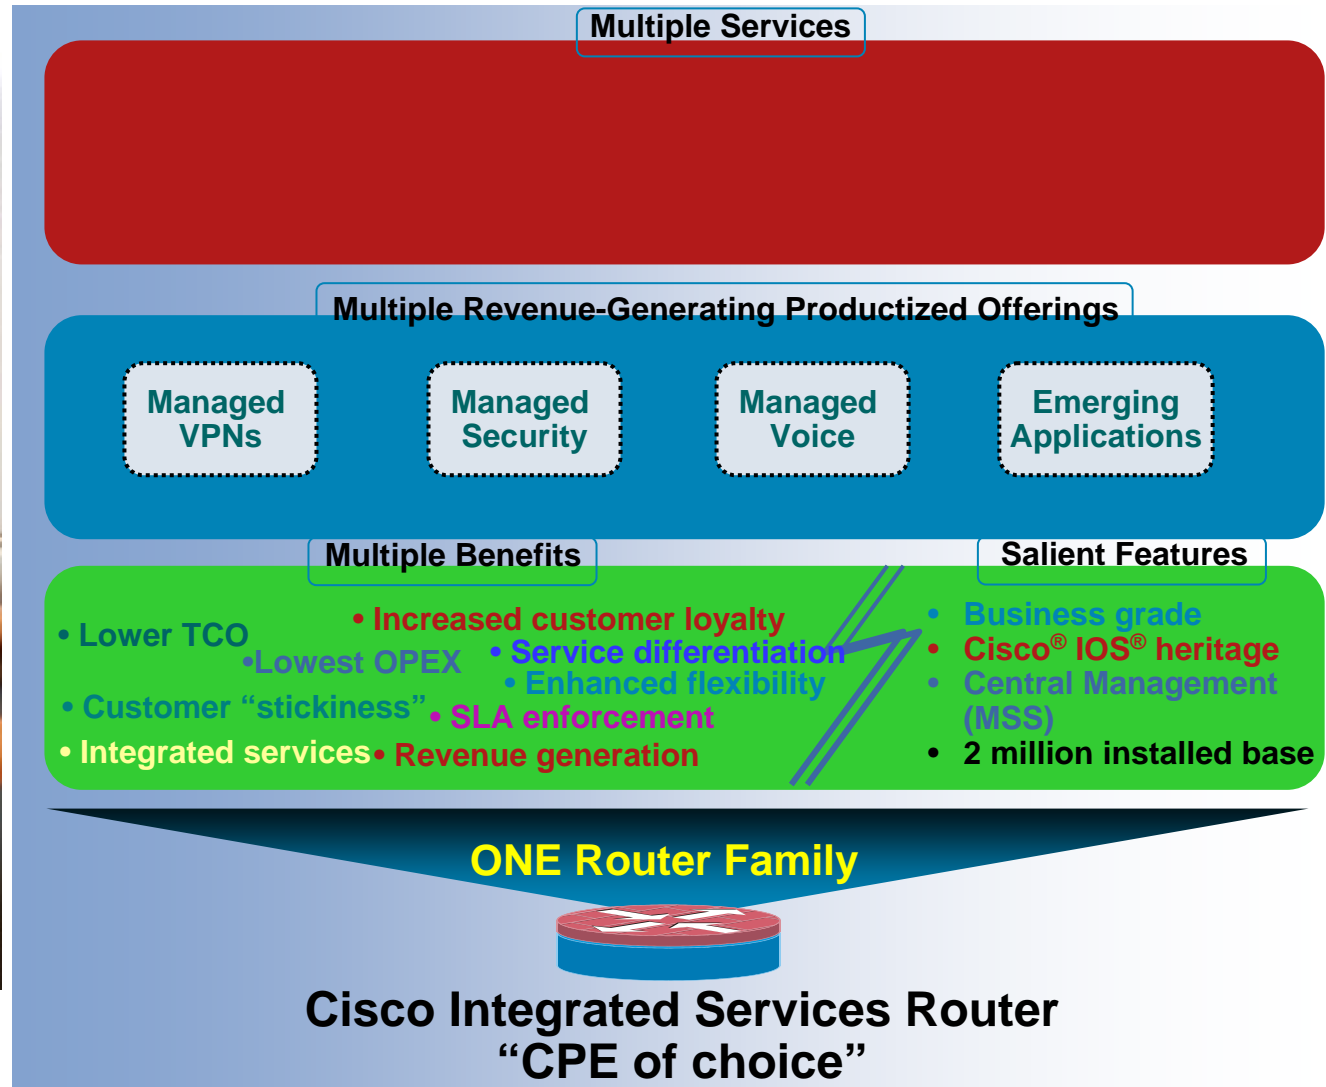 Multiple Services
Multiple Revenue-Generating Productized Offerings
Managed
VPNs
Managed
Security
Managed
Voice
Emerging
Applications
Multiple Benefits
• Lower TCO
• Increased customer loyalty
•Lowest OPEX
• Service differentiation
• Enhanced flexibility
• Customer “stickiness”
• SLA enforcement
• Integrated services
• Revenue generation
Salient Features
• Business grade
• Cisco® IOS® heritage
• Central Management
(MSS)
• 2 million installed base
ONE Router Family
Cisco Integrated Services Router
“CPE of choice”